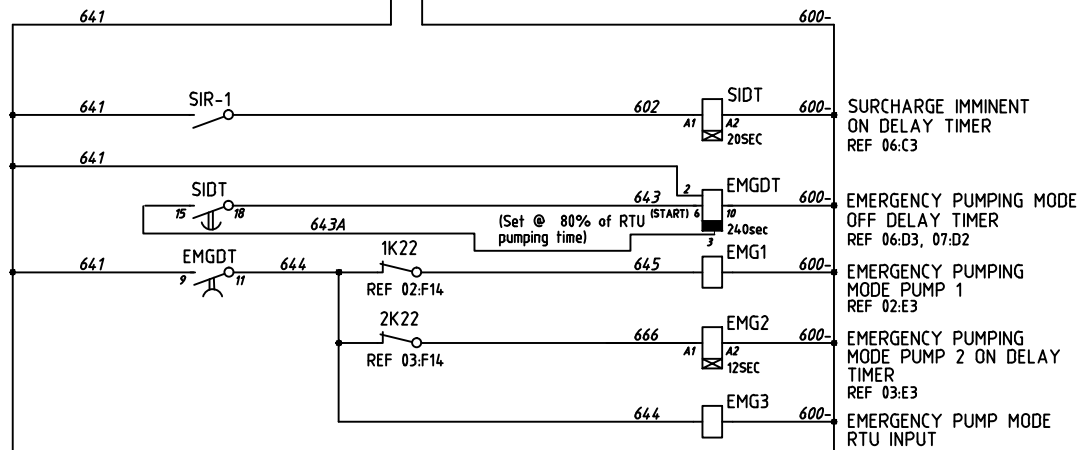 641
600-
641
SIR-1
602
SIDT
A1
A2
20SEC
600-
SURCHARGE IMMINENT
ON DELAY TIMER
REF 06:C3
641
SIDT
15
18
643
2
(START) 6
EMGDT
10
240sec
3
600-
EMERGENCY PUMPING MODE
OFF DELAY TIMER
REF 06:D3, 07:D2
643A
(Set @ 80% of RTU
pumping time)
641
EMGDT
9
11
644
1K22
REF 02:F14
645
EMG1
600-
EMERGENCY PUMPING
MODE PUMP 1
REF 02:E3
2K22
REF 03:F14
666
EMG2
A1
A2
12SEC
600-
EMERGENCY PUMPING
MODE PUMP 2 ON DELAY
TIMER
REF 03:E3
644
EMG3
600-
EMERGENCY PUMP MODE
RTU INPUT